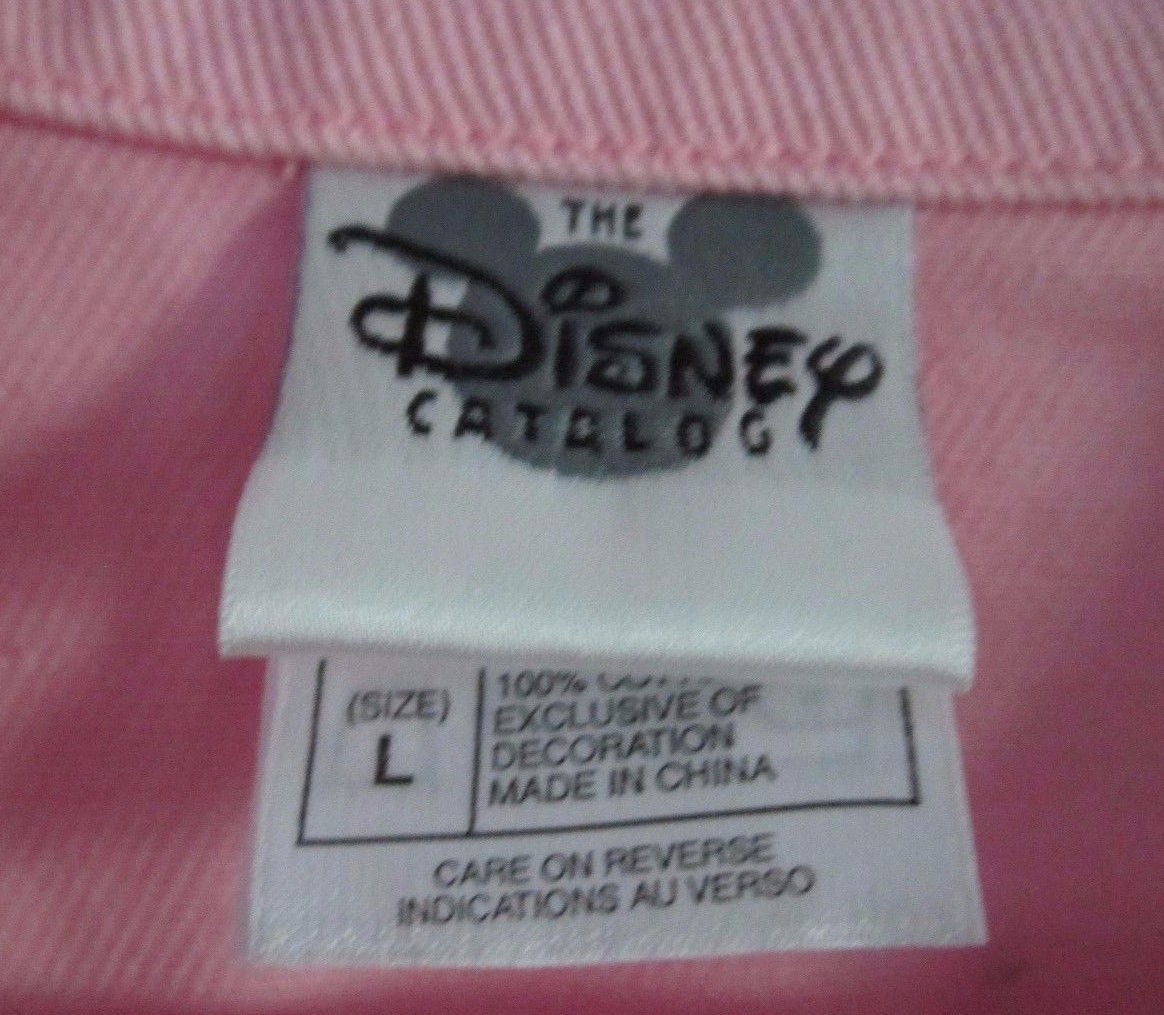 THE
DISNEY
CATALOG
(SIZE)
L
100%
EXCLUSIVE OF
DECORATION
MADE IN CHINA
CARE ON REVERSE
INDICATIONS AU VERSO